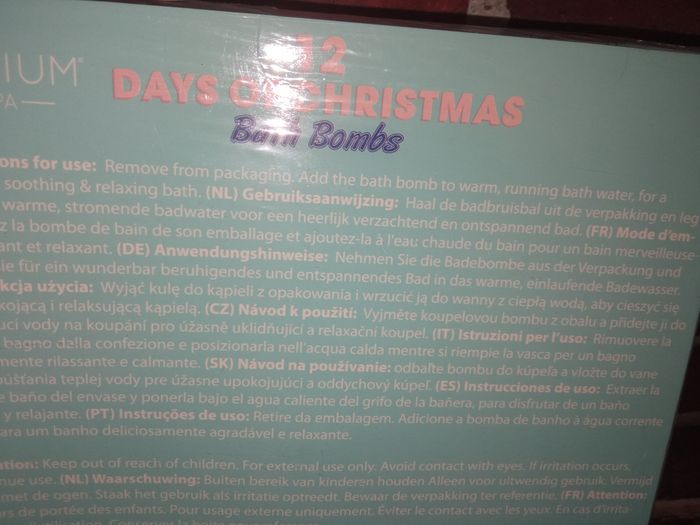 IUM®
PA
12
DAYS OF CHRISTMAS
Bath Bombs
ons for use: Remove from packaging. Add the bath bomb to warm, running bath water, for a
soothing & relaxing bath. (NL) Gebruiksaanwijzing: Haal de badbruisbal uit de verpakking en leg
warme, stromende badwater voor een heerlijk verzachtend en ontspannend bad. (FR) Mode d'em-
z la bombe de bain de son emballage et ajoutez-la à l'eau chaude du bain pour un bain merveilleuse-
ant et relaxant. (DE) Anwendungshinweise: Nehmen Sie die Badebombe aus der Verpackung und
ie für ein wunderbar beruhigendes und entspannendes Bad in das warme, einlaufende Badewasser.
kcja użycia: Wyjąć kulę do kąpieli z opakowania i wrzucić ją do wanny z ciepłą wodą, aby cieszyć się
kojącą i relaksującą kąpielą. (CZ) Návod k použití: Vyjměte koupelovou bombu z obalu a přidejte ji do
ucí vody na koupání pro úžasně uklidňující a relaxační koupel. (IT) Istruzioni per l'uso: Rimuovere la
bagno della confezione e posizionarla nell'acqua calda mentre si riempie la vasca per un bagno
mente rilassante e calmante. (SK) Návod na používanie: odbaľte bombu do kúpeľa a vložte do vane
púšťania teplej vody pre úžasne upokojujúci a oddychový kúpeľ. (ES) Instrucciones de uso: Extraer la
e baño del envase y ponerla bajo el agua caliente del grifo de la bañera, para disfrutar de un baño
y relajante. (PT) Instruções de uso: Retire da embalagem. Adicione a bomba de banho à água corrente
ara um banho deliciosamente agradável e relaxante.
ation: Keep out of reach of children. For external use only. Avoid contact with eyes. If irritation occurs,
nue use. (NL) Waarschuwing: Buiten bereik van kinderen houden Alleen voor uitwendig gebruik. Vermijd
met de ogen. Staak het gebruik als irritatie optreedt. Bewaar de verpakking ter referentie. (FR) Attention:
rs de portée des enfants. Pour usage externe uniquement. Éviter le contact avec les yeux. En cas d'irrita-